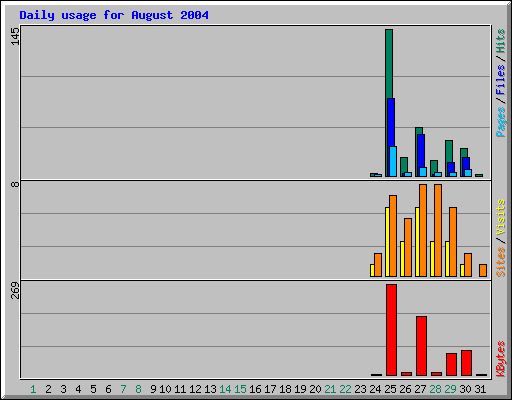 Daily usage for August 2004
145
Pages / Files / Hits
8
Sites / Visits
269
KBytes
1 2 3 4 5 6 7 8 9 10 11 12 13 14 15 16 17 18 19 20 21 22 23 24 25 26 27 28 29 30 31